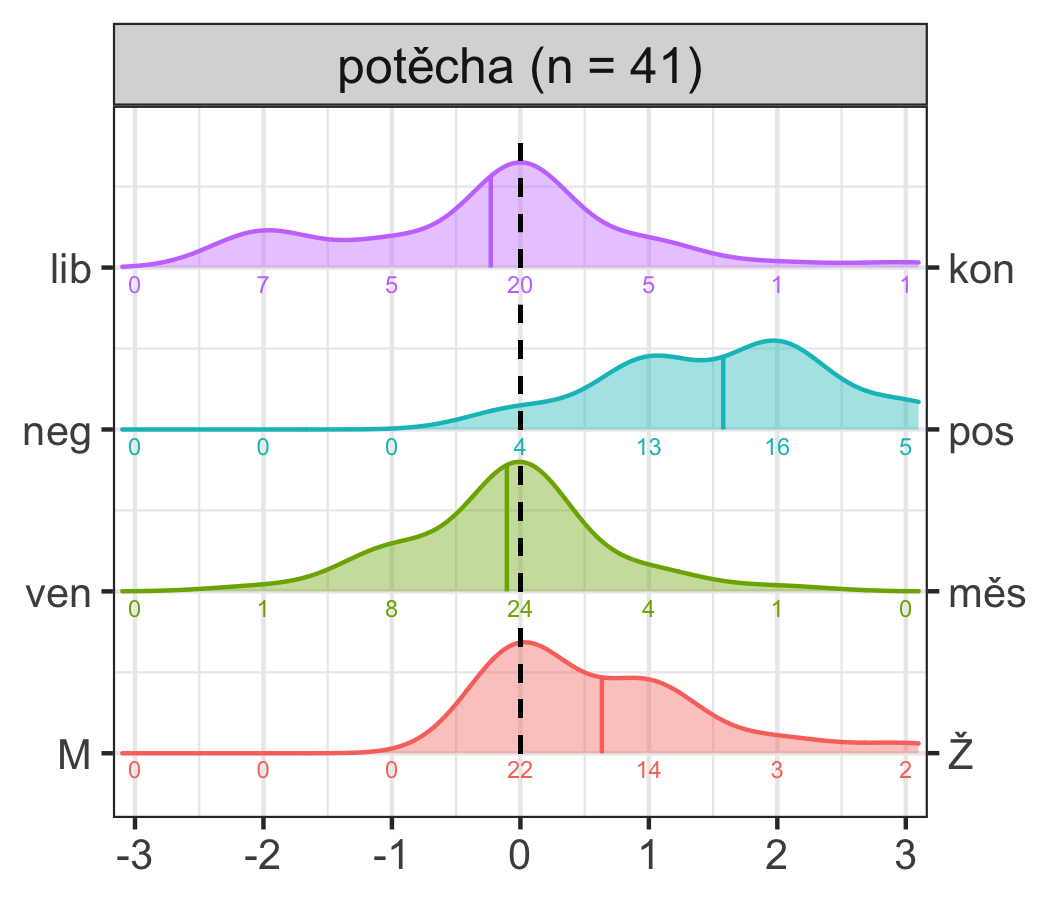 potěcha (n = 41)
lib kon
0 7 5 20 5 1 1
neg pos
0 0 0 4 13 16 5
ven měs
0 1 8 24 4 1 0
M Ž
0 0 0 22 14 3 2
-3 -2 -1 0 1 2 3